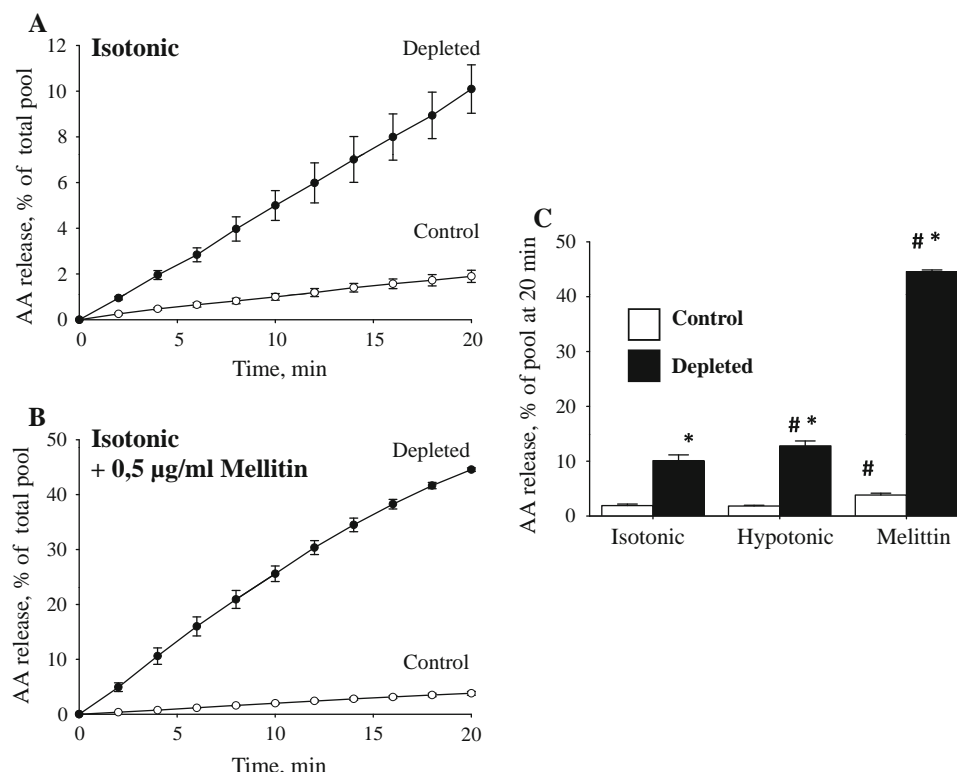 A
Isotonic
Depleted
Control
12
10
8
6
4
2
0
AA release, % of total pool
0 5 10 15 20
Time, min
B
Isotonic
+ 0,5 µg/ml Mellitin
Depleted
Control
50
40
30
20
10
0
AA release, % of total pool
0 5 10 15 20
Time, min
C
50
40
30
20
10
0
AA release, % of pool at 20 min
Control
Depleted
*
# *
#
# *
Isotonic Hypotonic Melittin